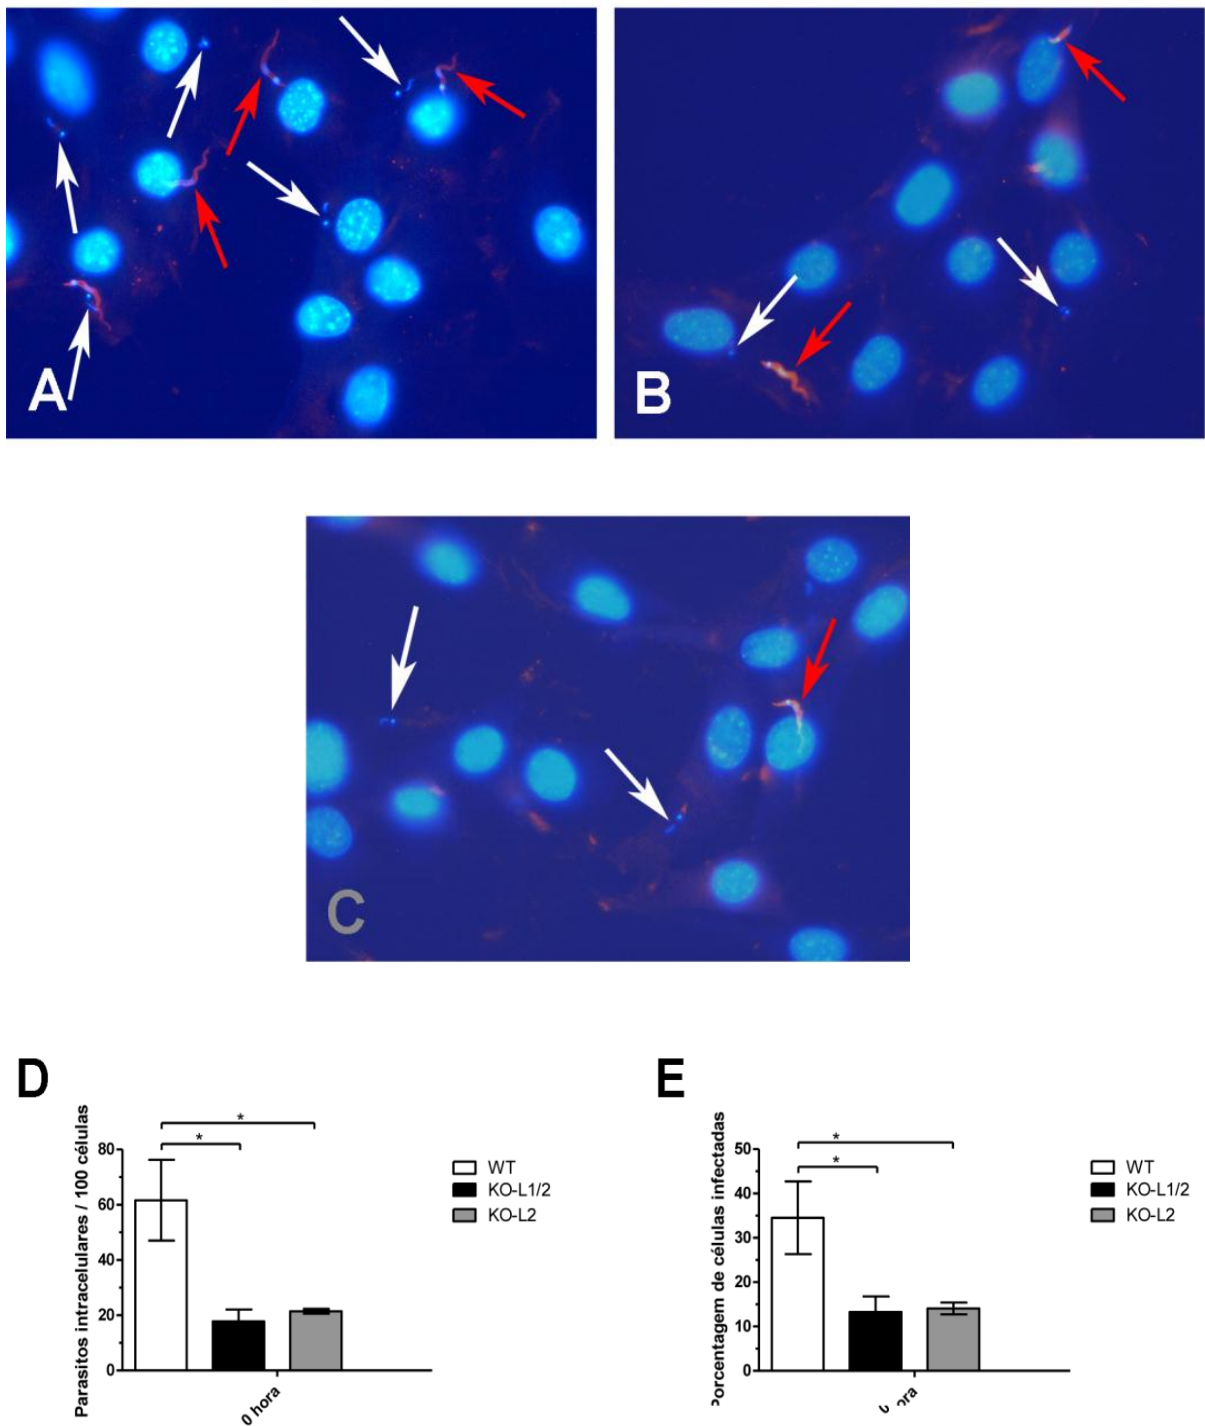 A
B
C
D
Parasitos intracelulares / 100 células
80
60
40
20
0
*
*
0 hora
WT
KO-L1/2
KO-L2
E
Porcentagem de células infectadas
50
40
30
20
10
0
*
*
WT
KO-L1/2
KO-L2